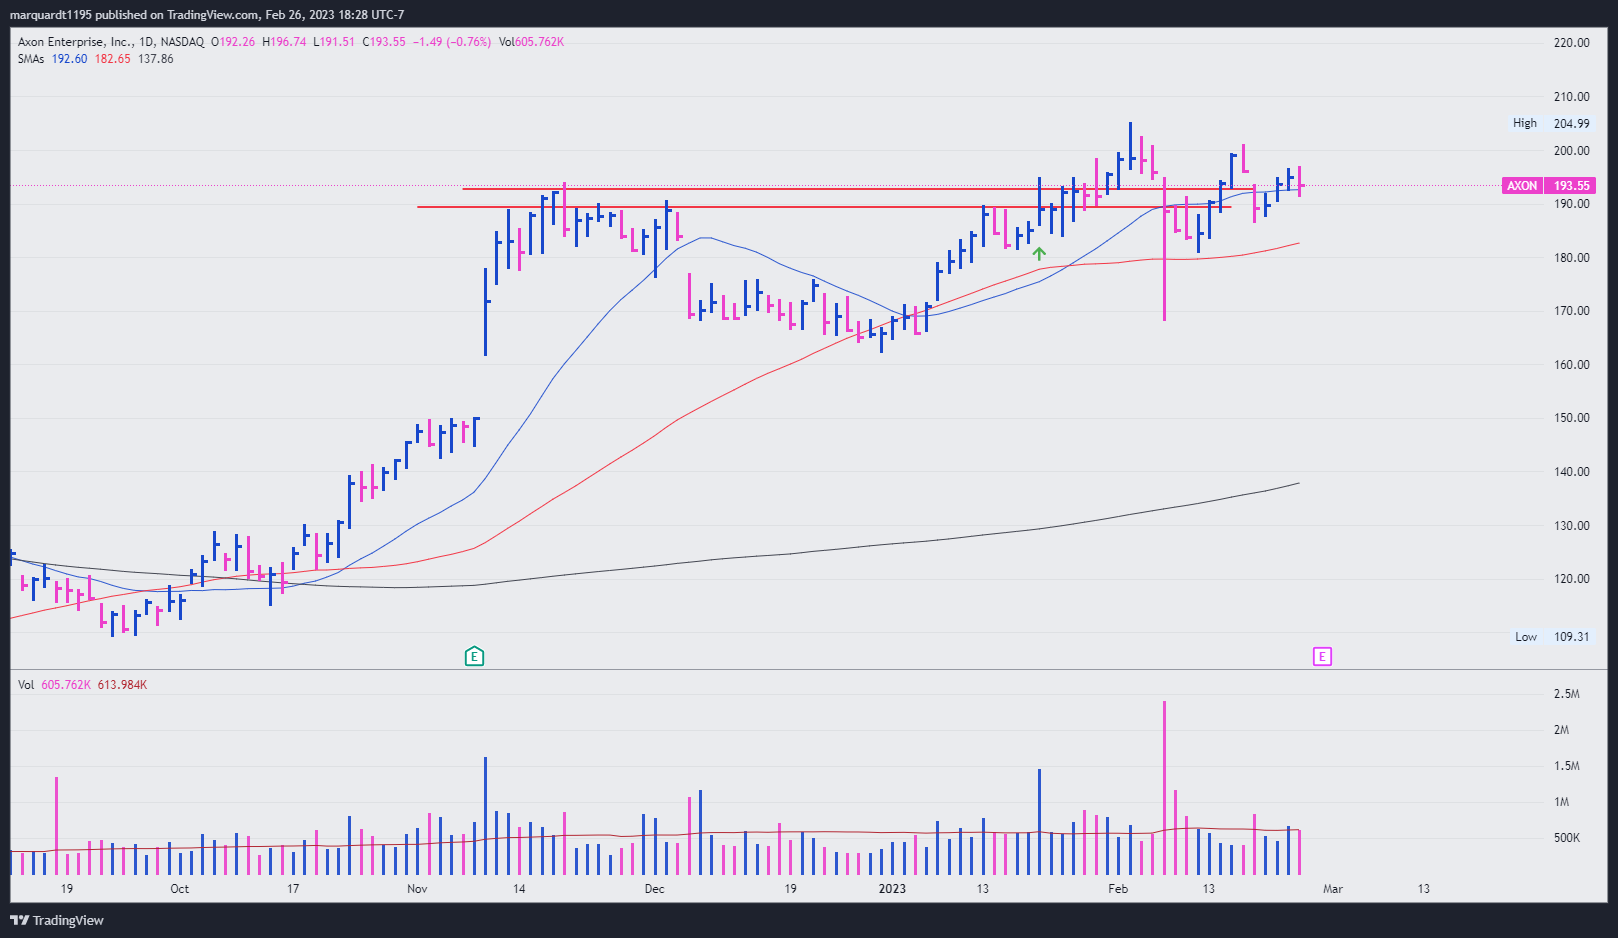 marquardt1195 published on TradingView.com, Feb 26, 2023 18:28 UTC-7
Axon Enterprise, Inc., 1D, NASDAQ O192.26 H196.74 L191.51 C193.55 −1.49 (−0.76%) Vol605.762K
SMAs 192.60 182.65 137.86
220.00
210.00
High 204.99
200.00
AXON 193.55
190.00
180.00
170.00
160.00
150.00
140.00
130.00
120.00
Low 109.31
E E
Vol 605.762K 613.984K
2.5M
2M
1.5M
1M
500K
19 Oct 17 Nov 14 Dec 19 2023 13 Feb 13 Mar 13
TradingView